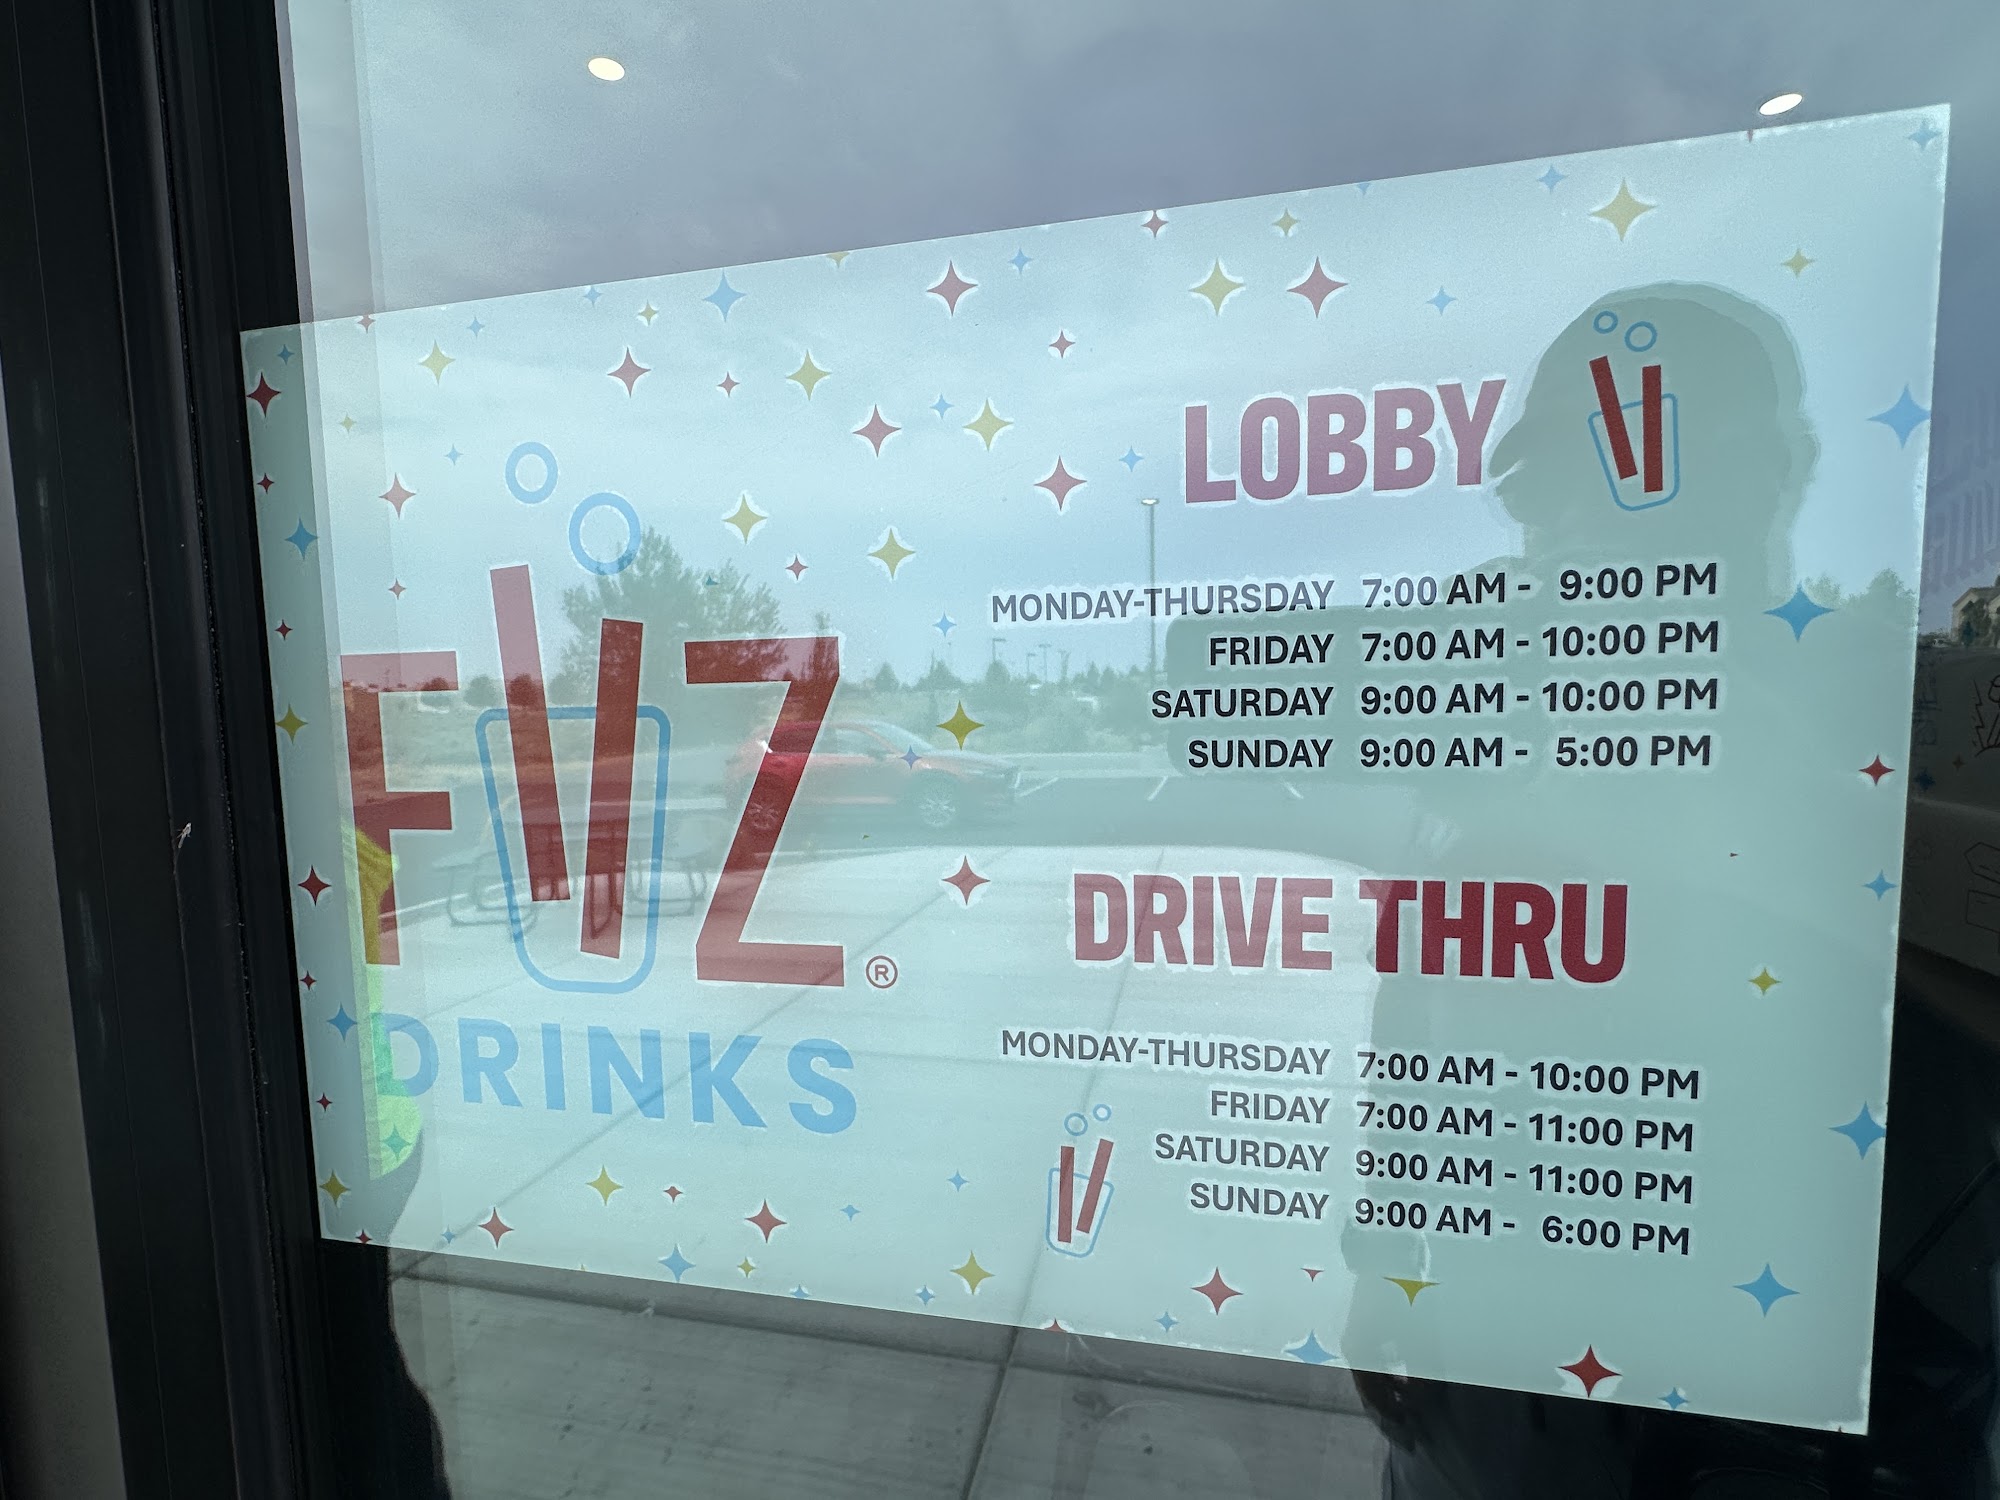 FIIZ®
DRINKS
LOBBY
MONDAY-THURSDAY 7:00 AM - 9:00 PM
FRIDAY 7:00 AM - 10:00 PM
SATURDAY 9:00 AM - 10:00 PM
SUNDAY 9:00 AM - 5:00 PM
DRIVE THRU
MONDAY-THURSDAY 7:00 AM - 10:00 PM
FRIDAY 7:00 AM - 11:00 PM
SATURDAY 9:00 AM - 11:00 PM
SUNDAY 9:00 AM - 6:00 PM